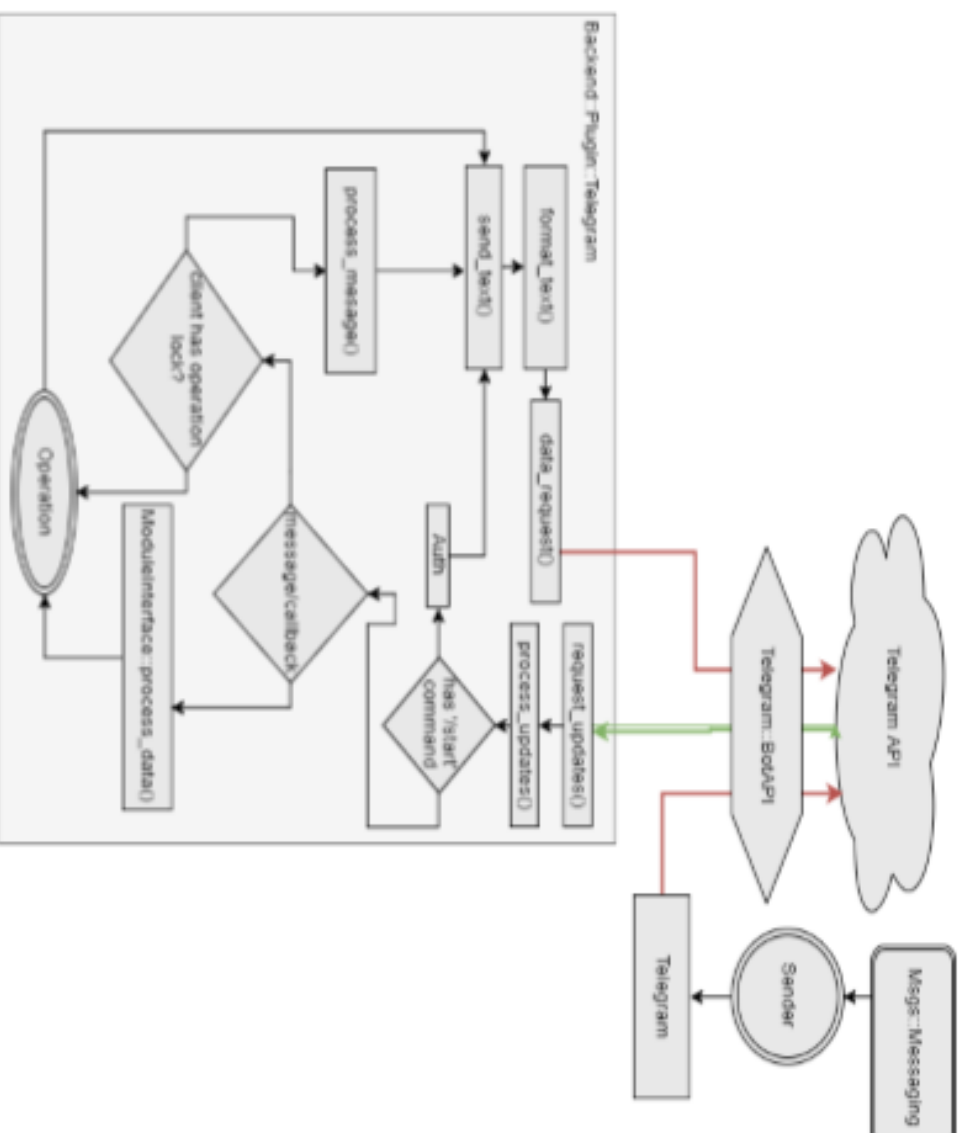 Telegram API
Msgs::Messaging
Telegram::BotAPI
Sender
Telegram
Backend::Plugin::Telegram
format_text()
data_request()
request_updates()
send_text()
process_updates()
Auth
has '/start'
command
process_mesage()
message/callback
client has operation
lock?
ModuleInterface::process_data()
Operation